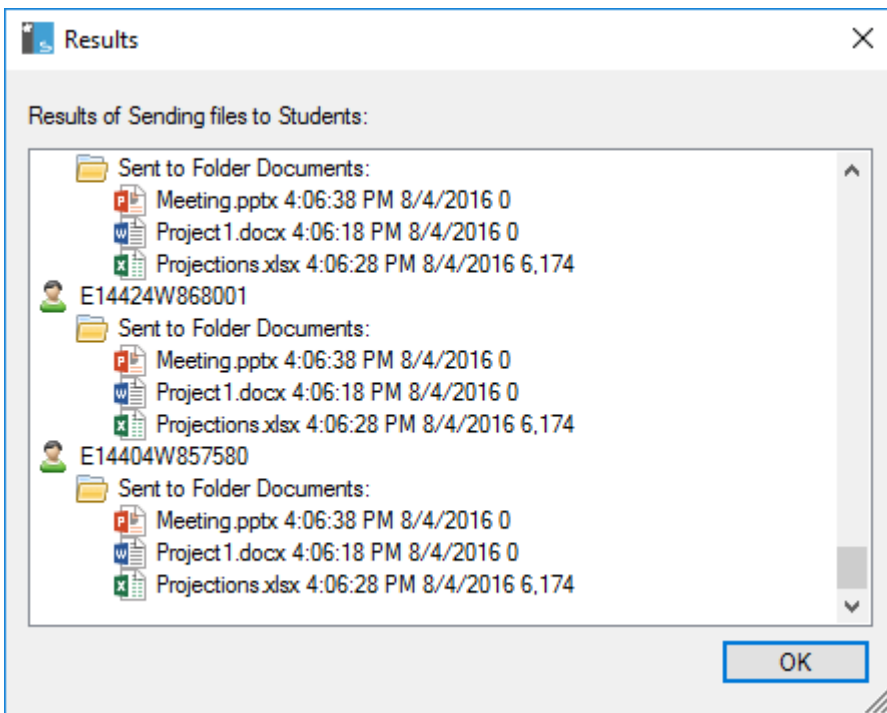 Results
Results of Sending files to Students:
Sent to Folder Documents:
Meeting.pptx 4:06:38 PM 8/4/2016 0
Project1.docx 4:06:18 PM 8/4/2016 0
Projections.xlsx 4:06:28 PM 8/4/2016 6,174
E14424W868001
Sent to Folder Documents:
Meeting.pptx 4:06:38 PM 8/4/2016 0
Project1.docx 4:06:18 PM 8/4/2016 0
Projections.xlsx 4:06:28 PM 8/4/2016 6,174
E14404W857580
Sent to Folder Documents:
Meeting.pptx 4:06:38 PM 8/4/2016 0
Project1.docx 4:06:18 PM 8/4/2016 0
Projections.xlsx 4:06:28 PM 8/4/2016 6,174
OK